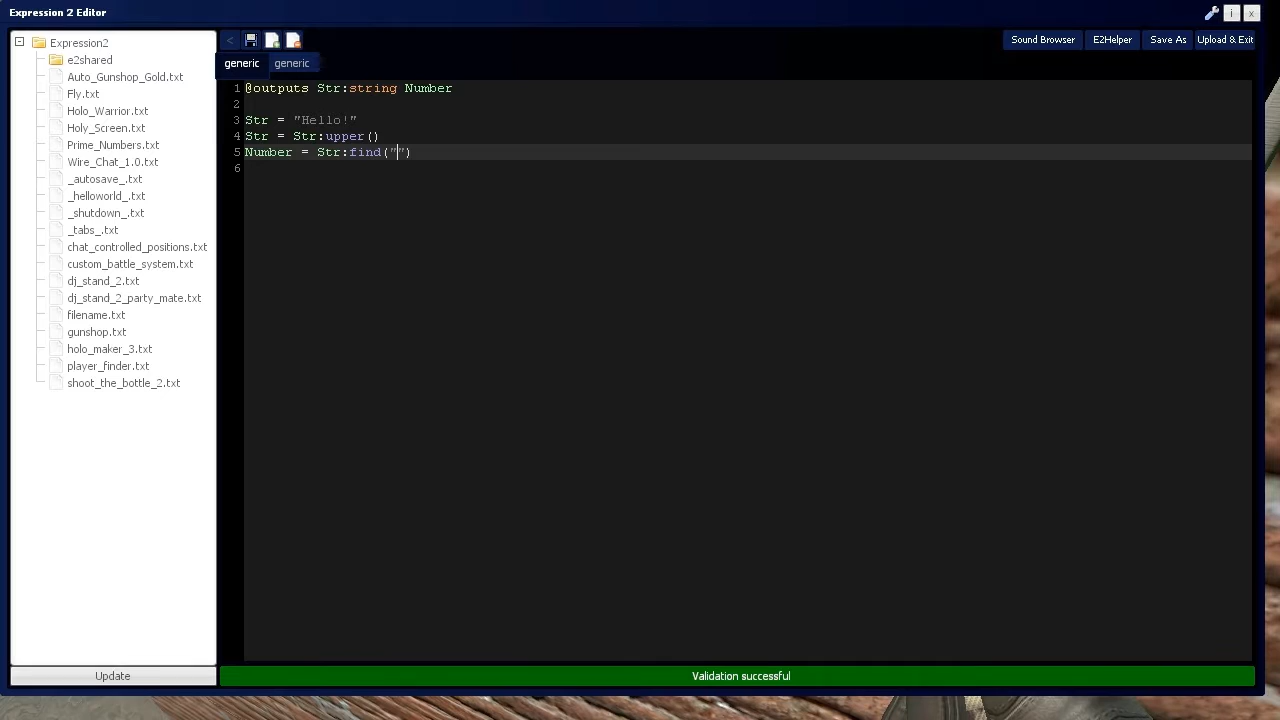 Expression 2 Editor
i
x
Expression2
e2shared
Auto_Gunshop_Gold.txt
Fly.txt
Holo_Warrior.txt
Holy_Screen.txt
Prime_Numbers.txt
Wire_Chat_1.0.txt
_autosave_.txt
_helloworld_.txt
_shutdown_.txt
_tabs_.txt
chat_controlled_positions.txt
custom_battle_system.txt
dj_stand_2.txt
dj_stand_2_party_mate.txt
filename.txt
gunshop.txt
holo_maker_3.txt
player_finder.txt
shoot_the_bottle_2.txt
Update
<
Sound Browser
E2Helper
Save As
Upload & Exit
generic
generic
1 @outputs Str:string Number
2
3 Str = "Hello!"
4 Str = Str:upper()
5 Number = Str:find("")
6
Validation successful